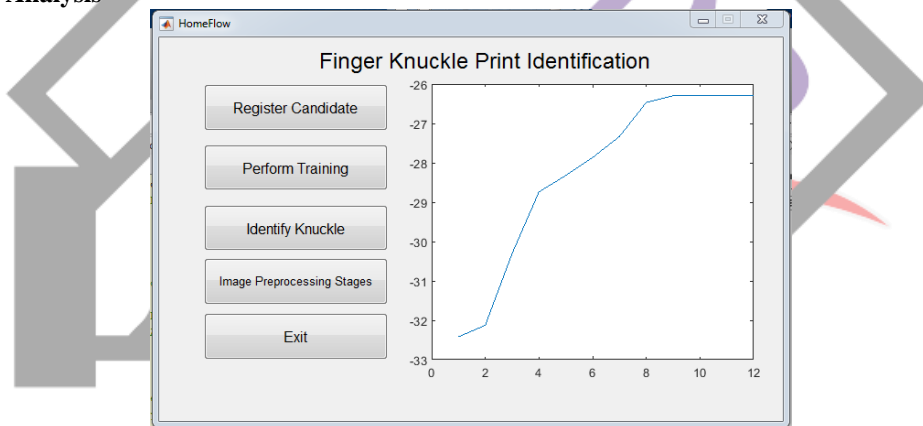 Analysis
HomeFlow
Finger Knuckle Print Identification
Register Candidate
Perform Training
Identify Knuckle
Image Preprocessing Stages
Exit
-26
-27
-28
-29
-30
-31
-32
-33
0 2 4 6 8 10 12